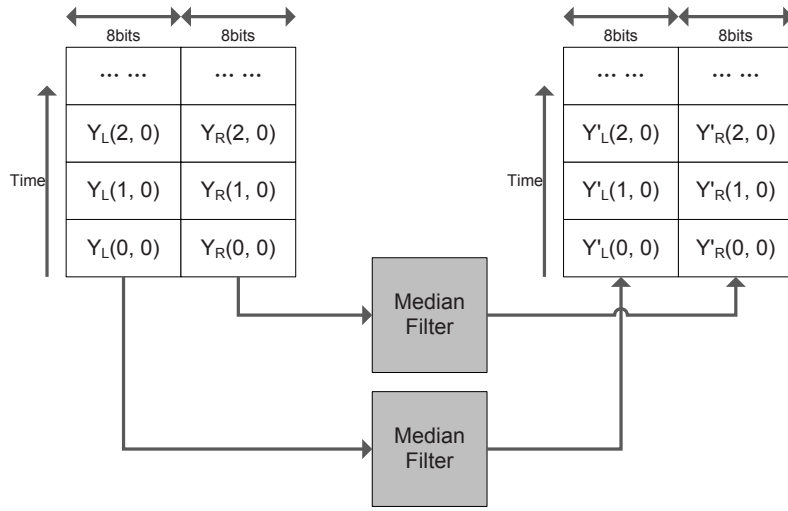 8bits 8bits
... ... ... ...
Y_L(2, 0) Y_R(2, 0)
Y_L(1, 0) Y_R(1, 0)
Y_L(0, 0) Y_R(0, 0)
Time
8bits 8bits
... ... ... ...
Y'_L(2, 0) Y'_R(2, 0)
Y'_L(1, 0) Y'_R(1, 0)
Y'_L(0, 0) Y'_R(0, 0)
Time
Median
Filter
Median
Filter